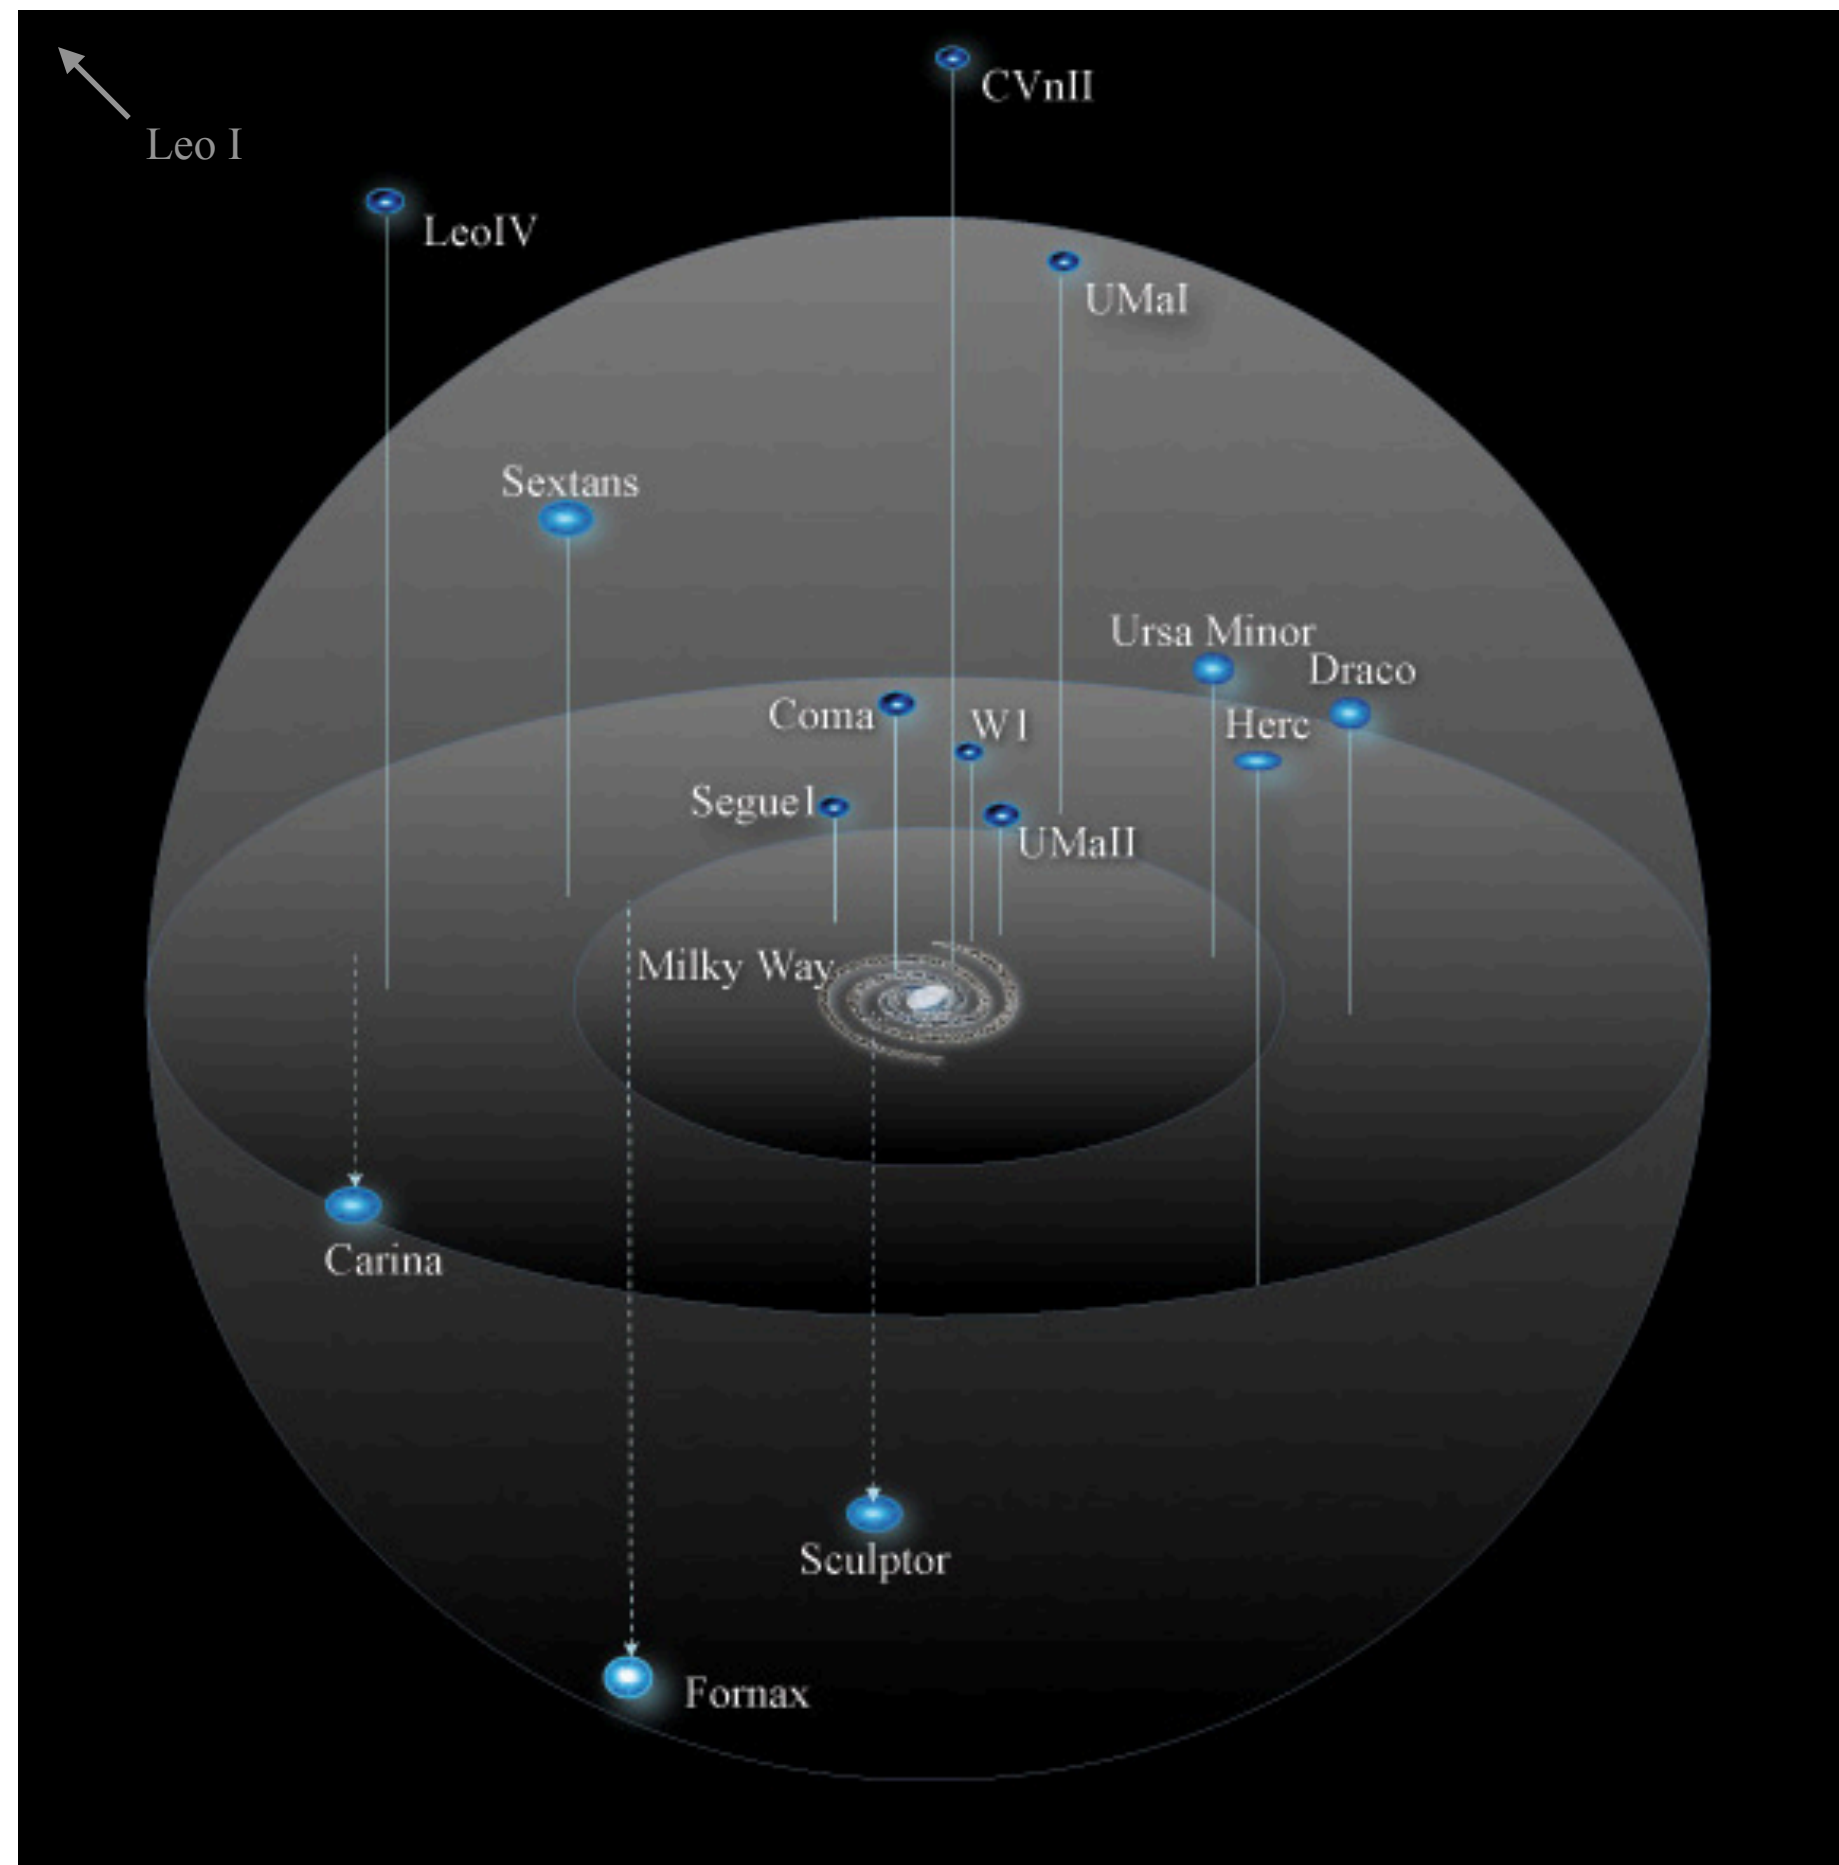 CVnII
Leo I
LeoIV
UMaI
Sextans
Ursa Minor
Draco
Coma
W1
Herc
Segue1
UMaII
Milky Way
Carina
Sculptor
Fornax